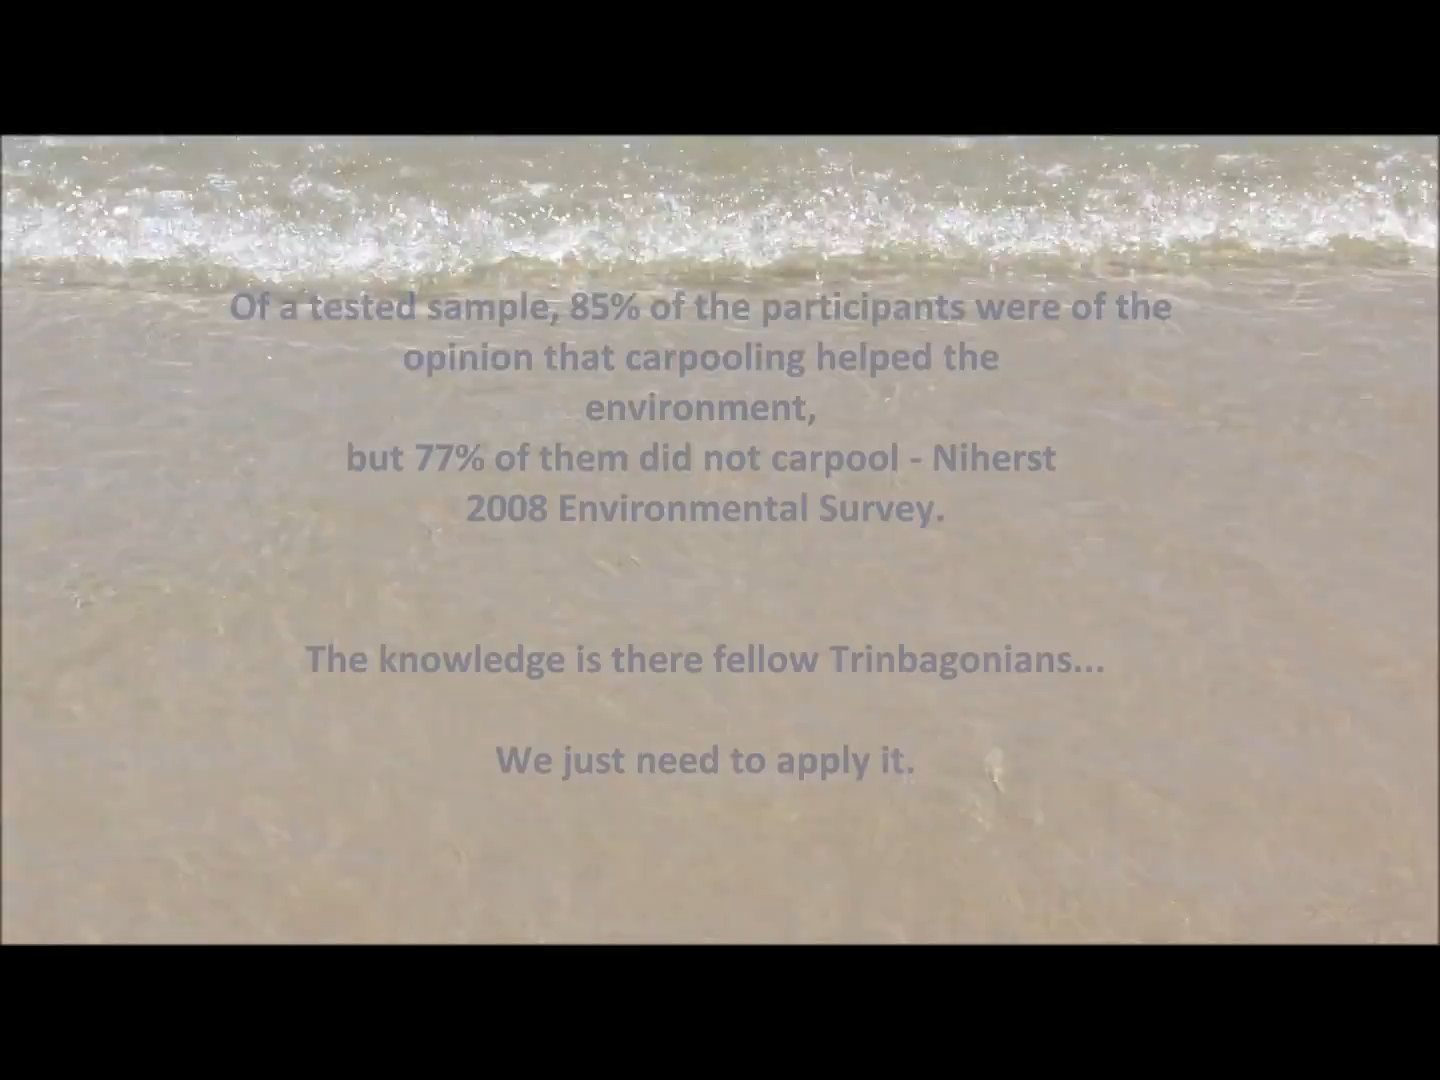 Of a tested sample, 85% of the participants were of the
opinion that carpooling helped the
environment,
but 77% of them did not carpool - Niherst
2008 Environmental Survey.
The knowledge is there fellow Trinbagonians...
We just need to apply it.